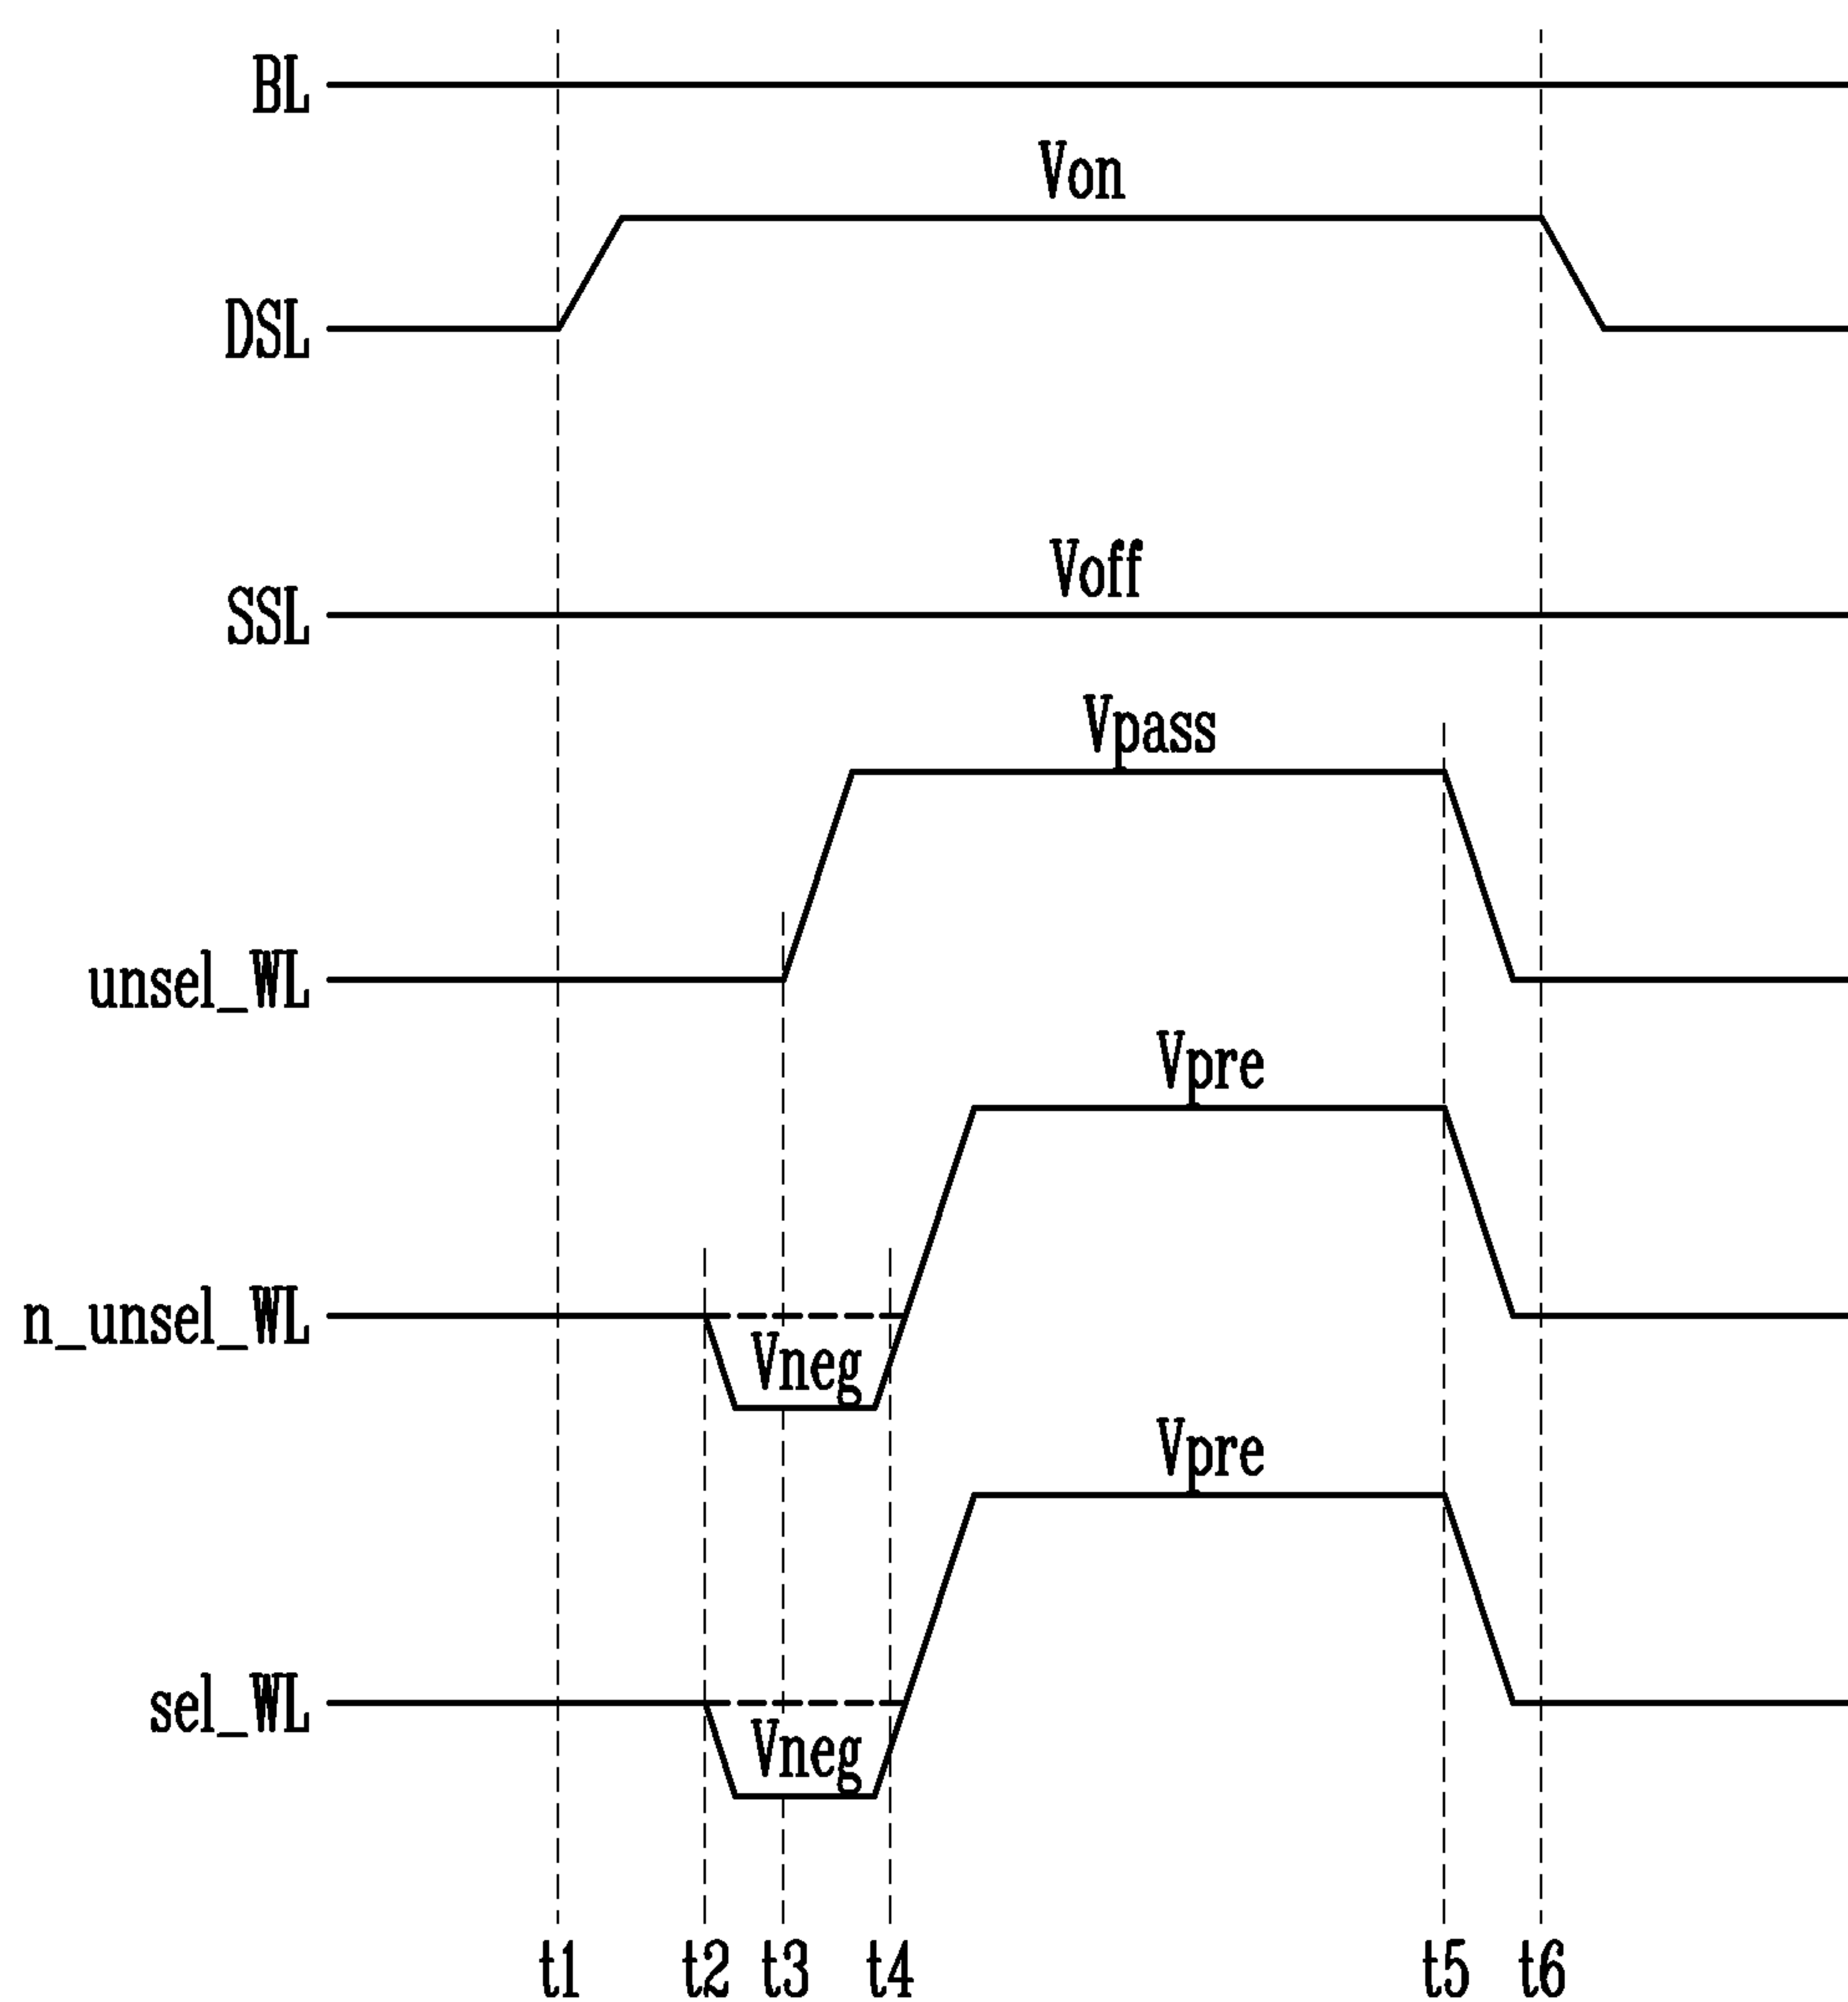 BL
Von
DSL
Voff
SSL
Vpass
unsel_WL
Vpre
n_unsel_WL
Vneg
Vpre
sel_WL
Vneg
t1 t2 t3 t4 t5 t6